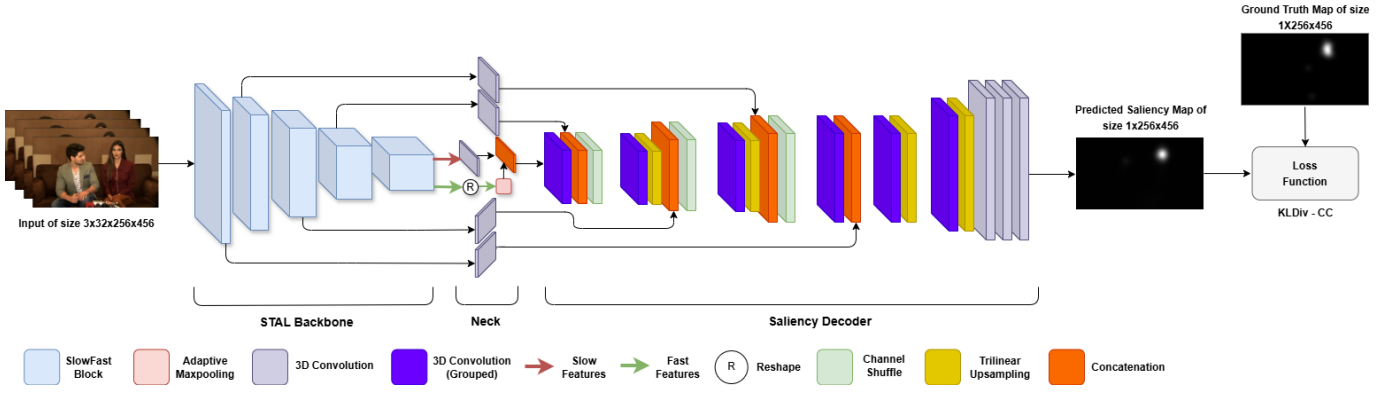 Ground Truth Map of size
1X256x456
Predicted Saliency Map of
size 1x256x456
Input of size 3x32x256x456
R
Loss
Function
KLDiv - CC
STAL Backbone
Neck
Saliency Decoder
SlowFast
Block
Adaptive
Maxpooling
3D Convolution
3D Convolution
(Grouped)
Slow
Features
Fast
Features
R
Reshape
Channel
Shuffle
Trilinear
Upsampling
Concatenation